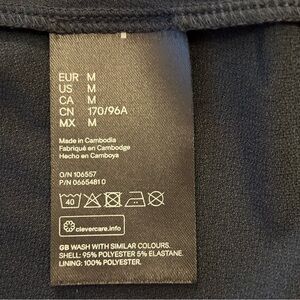 EUR M
US M
CA M
CN 170/96A
MX M
Made in Cambodia
Fabriqué en Cambodge
Hecho en Camboya
O/N 106557
P/N 0665481 0
40
clevercare.info
GB WASH WITH SIMILAR COLOURS.
SHELL: 95% POLYESTER 5% ELASTANE.
LINING: 100% POLYESTER.